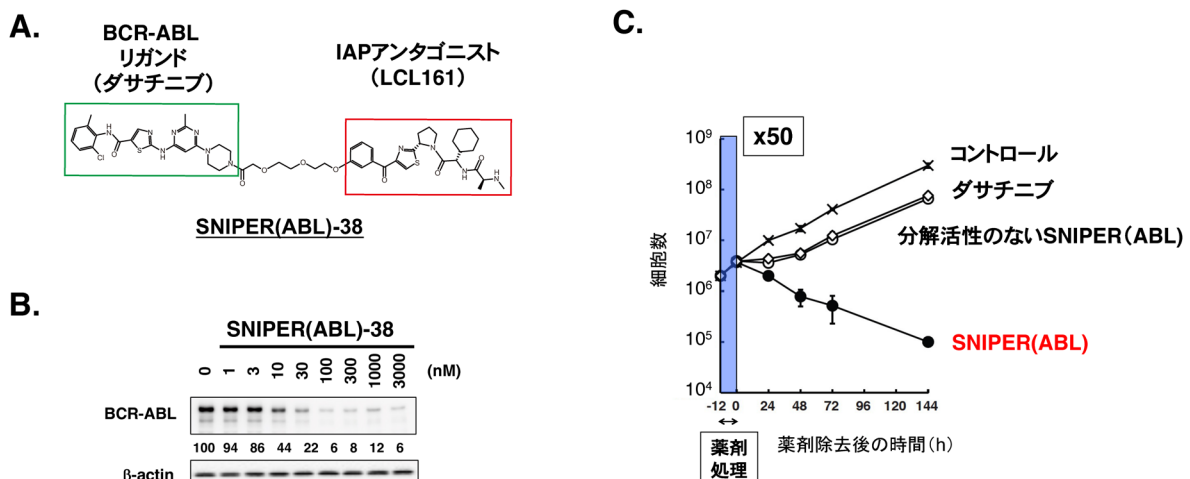 A.
BCR-ABL
リガンド
（ダサチニブ）
IAPアンタゴニスト
（LCL161）
SNIPER(ABL)-38
B.
SNIPER(ABL)-38
0 1 3 10 30 100 300 1000 3000 (nM)
BCR-ABL
100 94 86 44 22 6 8 12 6
β-actin
C.
x50
細胞数
10⁹
10⁸
10⁷
10⁶
10⁵
10⁴
コントロール
ダサチニブ
分解活性のないSNIPER（ABL）
SNIPER(ABL)
-12 0 24 48 72 96 120 144
薬剤除去後の時間（h）
薬剤
処理